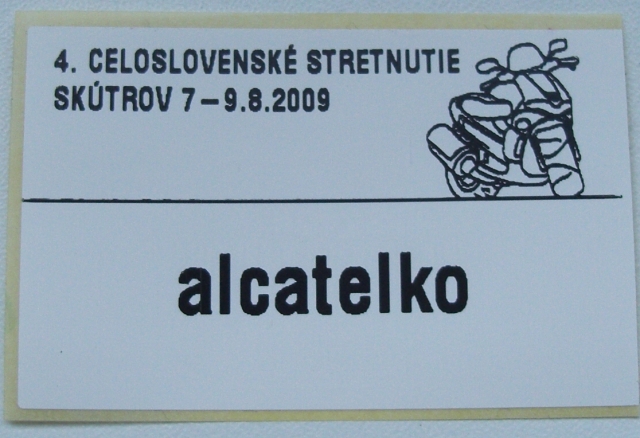 4. CELOSLOVENSKÉ STRETNUTIE
SKÚTROV 7-9.8.2009
alcatelko